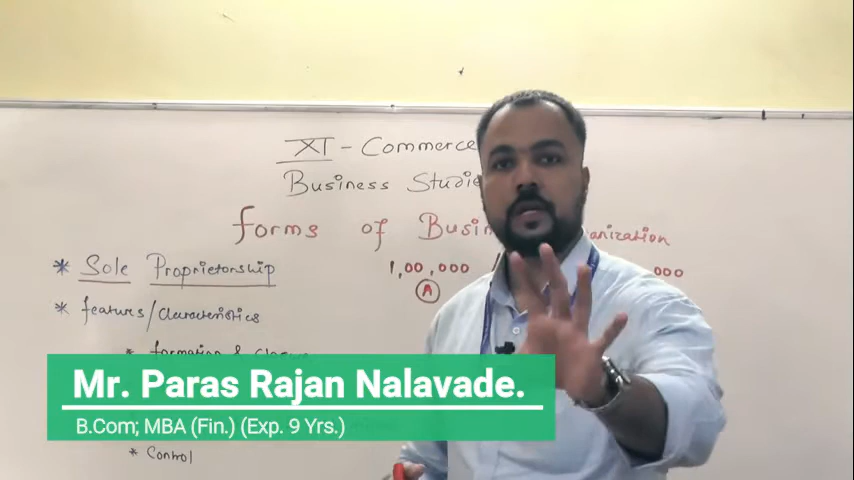 XI - Commerce
Business Studie
forms of Busin anization
* Sole Proprietorship
1,00,000
000
A
* features/characteristics
* formation &
Mr. Paras Rajan Nalavade.
B.Com; MBA (Fin.) (Exp. 9 Yrs.)
* Control